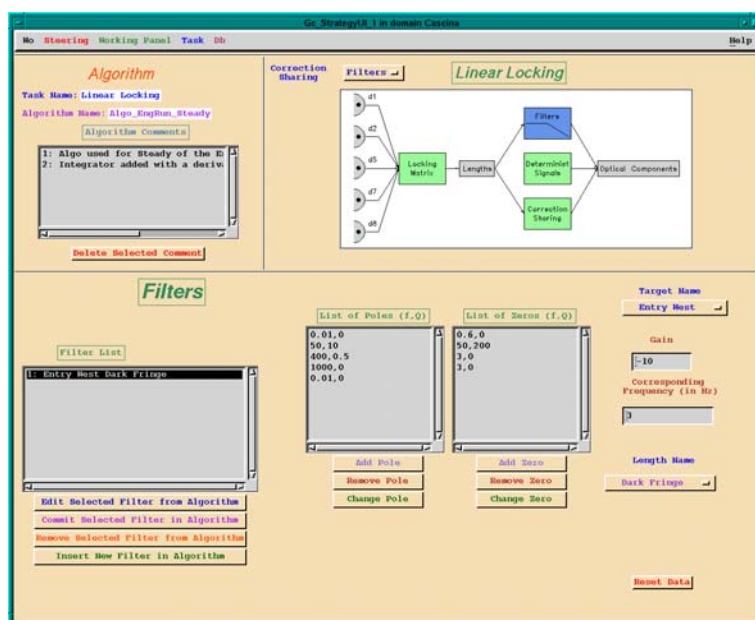 Gc_StrategyUI_1 in domain Cascina
No Steering Working Panel Task Db
Help
Algorithm
Task Name: Linear Locking
Algorithm Name: Algo_EngRun_Steady
Algorithm Comments
1: Algo used for Steady of the E
2: Integrator added with a deriv
Delete Selected Comment
Correction Sharing
Filters
Linear Locking
d1
d2
d5
d7
d8
Locking Matrix
Lengths
Filters
Determinist Signals
Correction Sharing
Optical Components
Filters
Filter List
1: Entry West Dark Fringe
Edit Selected Filter from Algorithm
Commit Selected Filter in Algorithm
Remove Selected Filter from Algorithm
Insert New Filter in Algorithm
List of Poles (f,Q)
0.01,0
50,10
400,0.5
1000,0
0.01,0
Add Pole
Remove Pole
Change Pole
List of Zeros (f,Q)
0.6,0
50,200
3,0
3,0
Add Zero
Remove Zero
Change Zero
Target Name
Entry West
Gain
-10
Corresponding
Frequency (in Hz)
3
Length Name
Dark Fringe
Reset Data